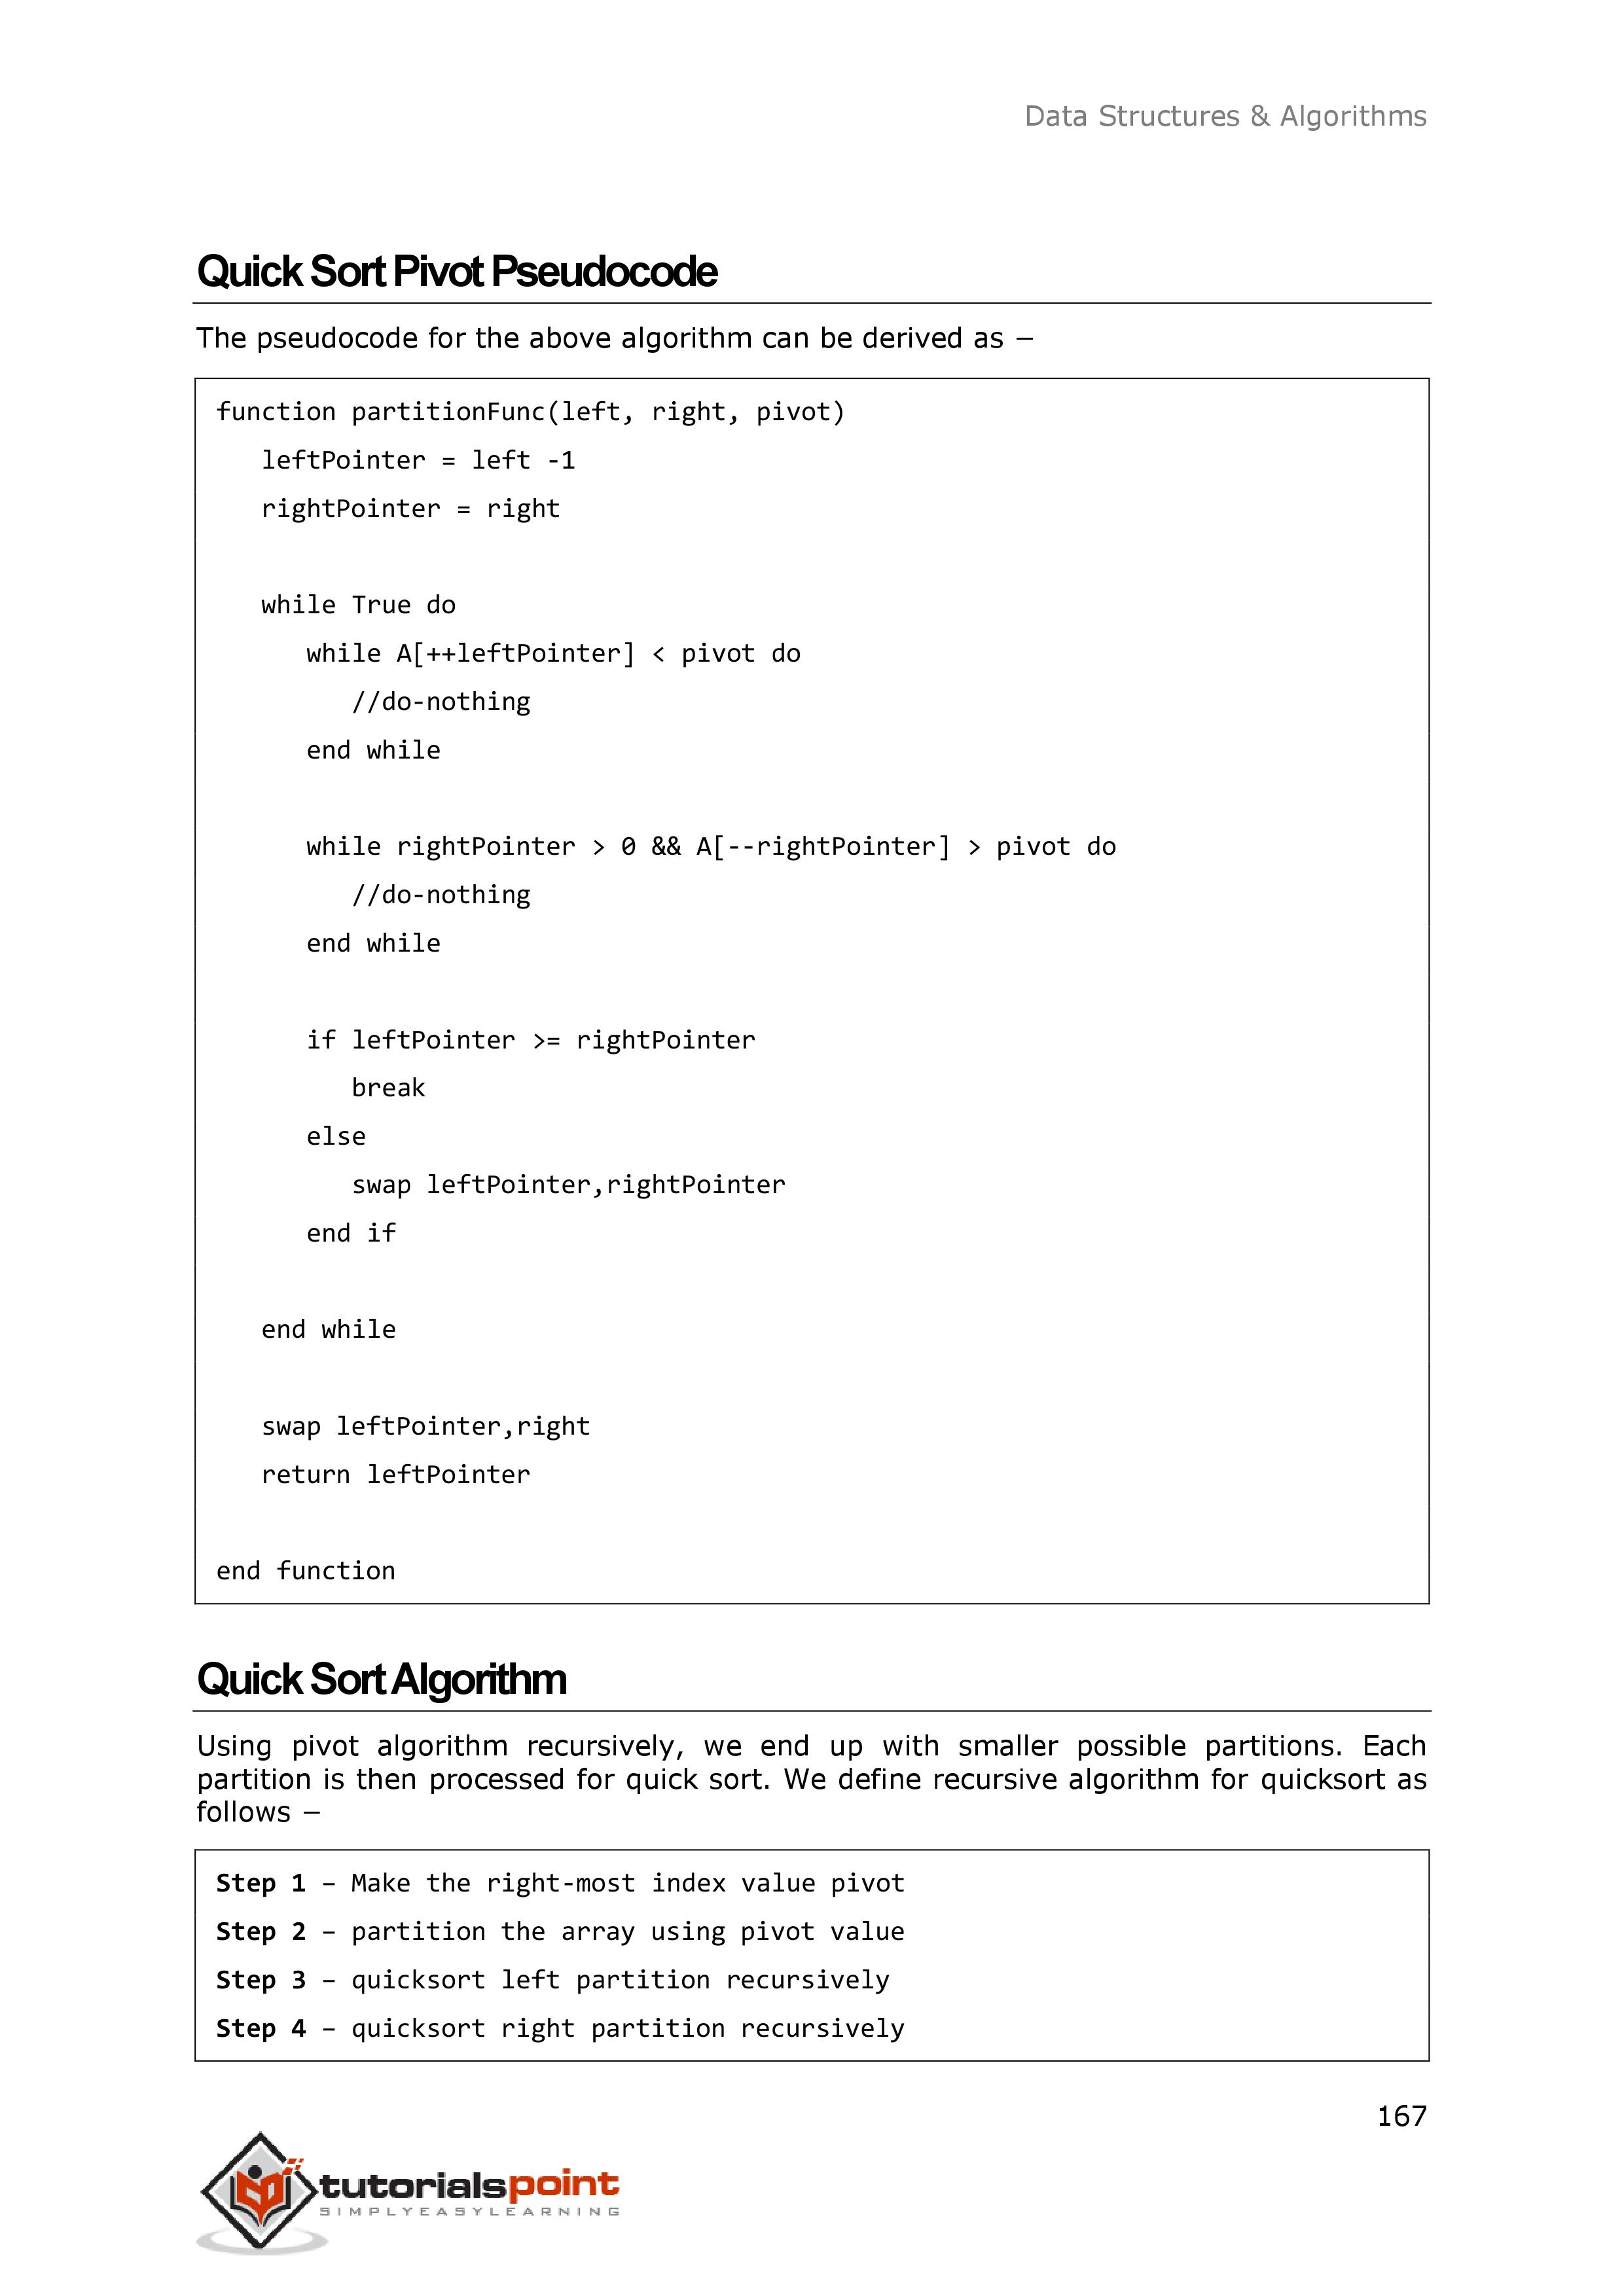 Data Structures & Algorithms
Quick Sort Pivot Pseudocode
The pseudocode for the above algorithm can be derived as −
function partitionFunc(left, right, pivot)
   leftPointer = left -1
   rightPointer = right
   while True do
      while A[++leftPointer] < pivot do
         //do-nothing
      end while
      while rightPointer > 0 && A[--rightPointer] > pivot do
         //do-nothing
      end while
      if leftPointer >= rightPointer
         break
      else
         swap leftPointer,rightPointer
      end if
   end while
   swap leftPointer,right
   return leftPointer
end function
Quick Sort Algorithm
Using pivot algorithm recursively, we end up with smaller possible partitions. Each
partition is then processed for quick sort. We define recursive algorithm for quicksort as
follows −
Step 1 – Make the right-most index value pivot
Step 2 – partition the array using pivot value
Step 3 – quicksort left partition recursively
Step 4 – quicksort right partition recursively
167
tutorialspoint
SIMPLYEASYLEARNING